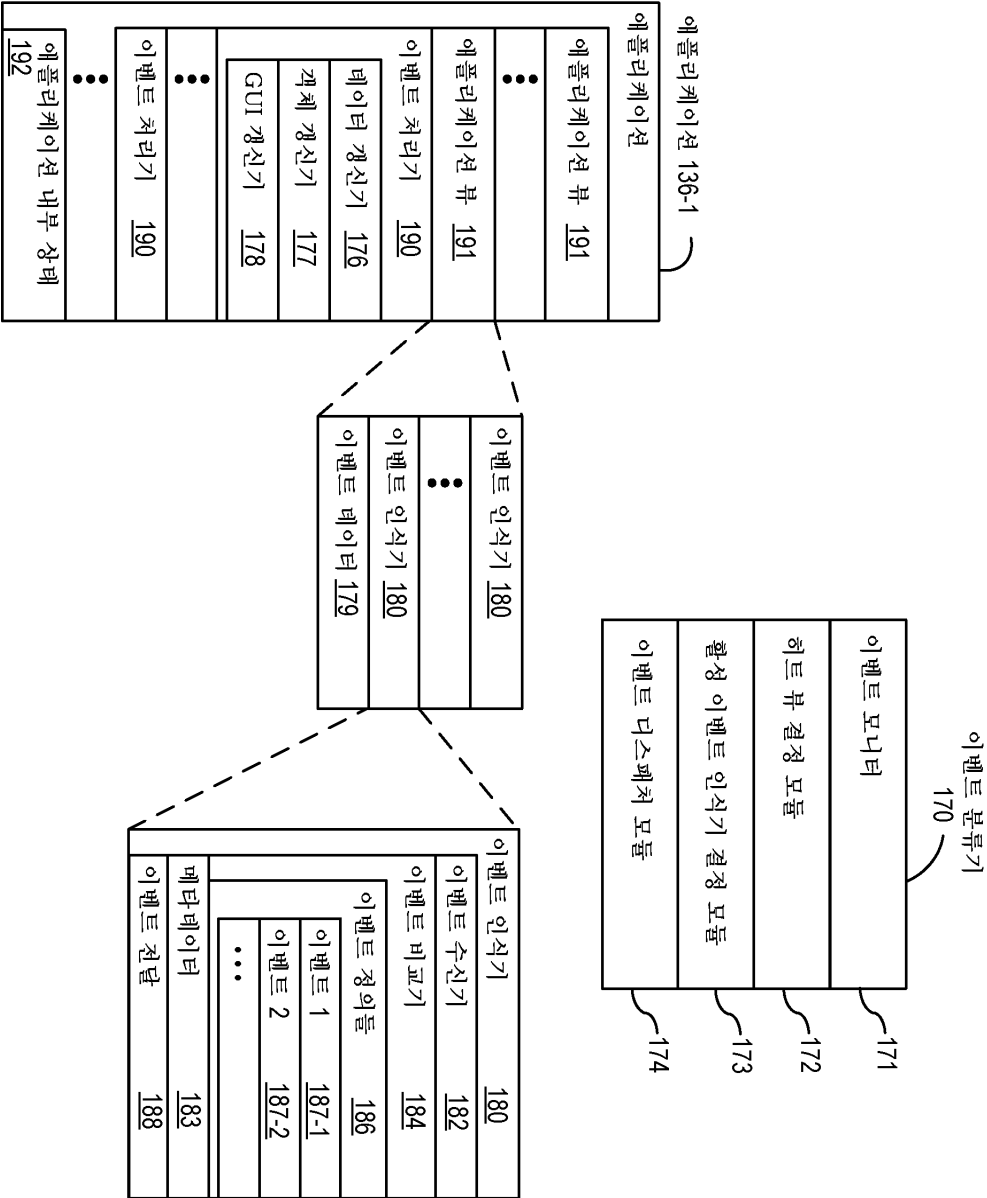 이벤트 분류기
170
이벤트 모니터
171
히트 뷰 결정 모듈
172
활성 이벤트 인식기 결정 모듈
173
이벤트 디스패처 모듈
174
애플리케이션 136-1
애플리케이션
애플리케이션 뷰 191
•••
애플리케이션 뷰 191
이벤트 처리기 190
데이터 갱신기 176
객체 갱신기 177
GUI 갱신기 178
•••
이벤트 처리기 190
•••
애플리케이션 내부 상태
192
이벤트 인식기 180
•••
이벤트 인식기 180
이벤트 데이터 179
이벤트 인식기 180
이벤트 수신기 182
이벤트 비교기 184
이벤트 정의들 186
이벤트 1 187-1
이벤트 2 187-2
•••
메타데이터 183
이벤트 전달 188